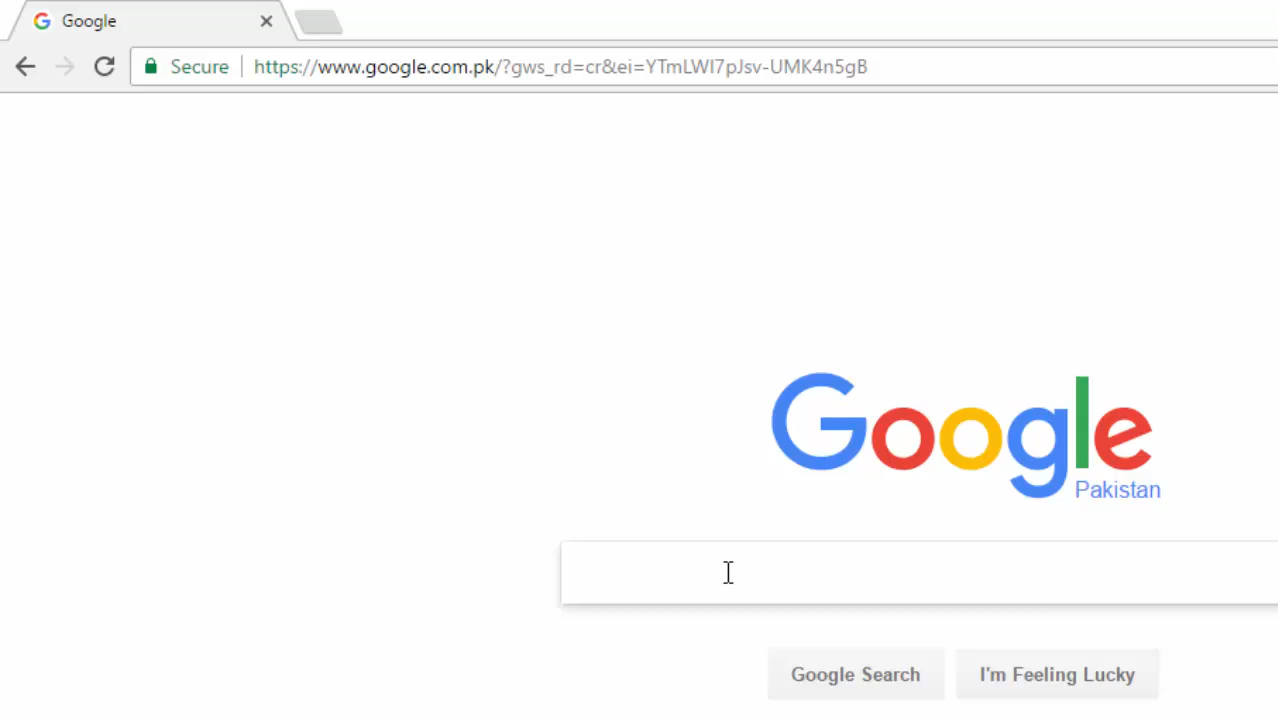 Google
Secure https://www.google.com.pk/?gws_rd=cr&ei=YTmLWI7pJsv-UMK4n5gB
Google
Pakistan
Google Search I'm Feeling Lucky